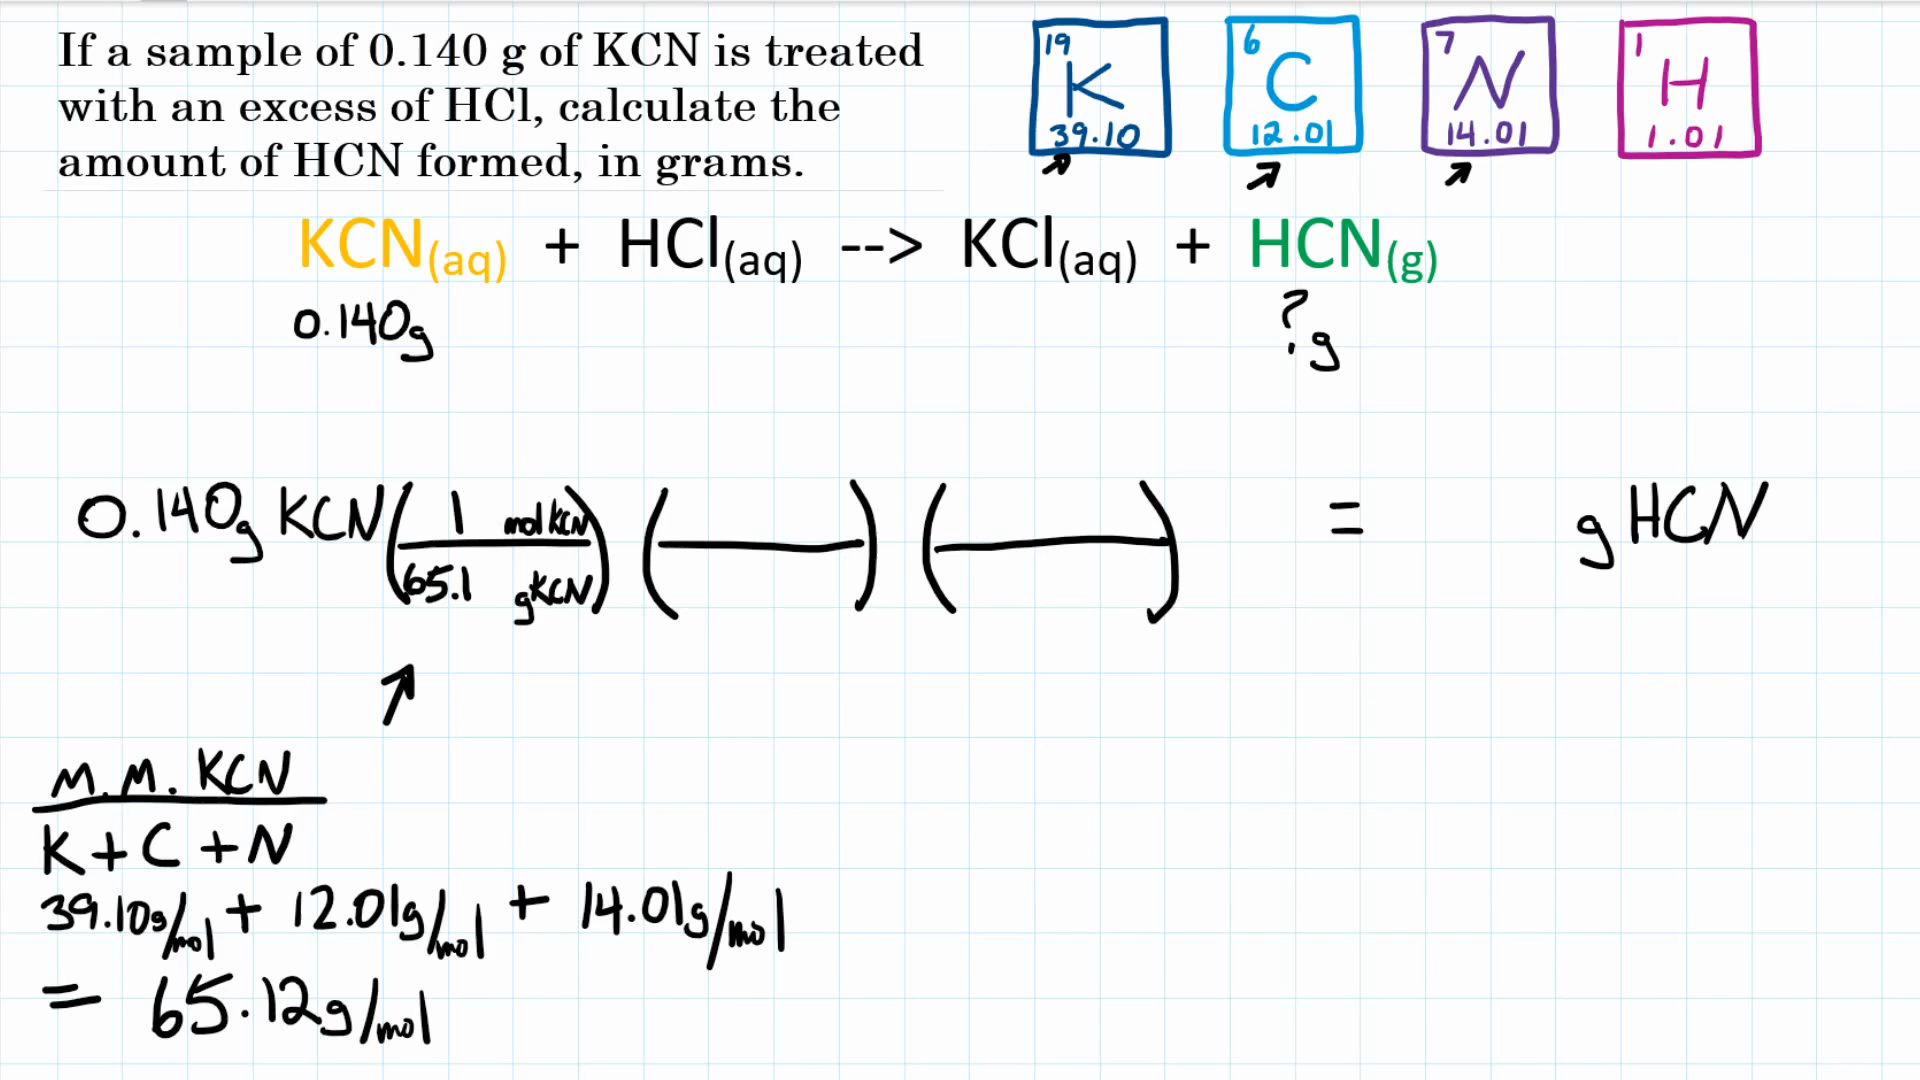 If a sample of 0.140 g of KCN is treated
with an excess of HCl, calculate the
amount of HCN formed, in grams.
19
K
39.10
6
C
12.01
7
N
14.01
1
H
1.01
KCN(aq) + HCl(aq) --> KCl(aq) + HCN(g)
0.140g
? g
0.140g KCN (1 mol KCN / 65.1 g KCN) ( ) ( ) = g HCN
M.M. KCN
K + C + N
39.10g/mol + 12.01g/mol + 14.01g/mol
= 65.12g/mol